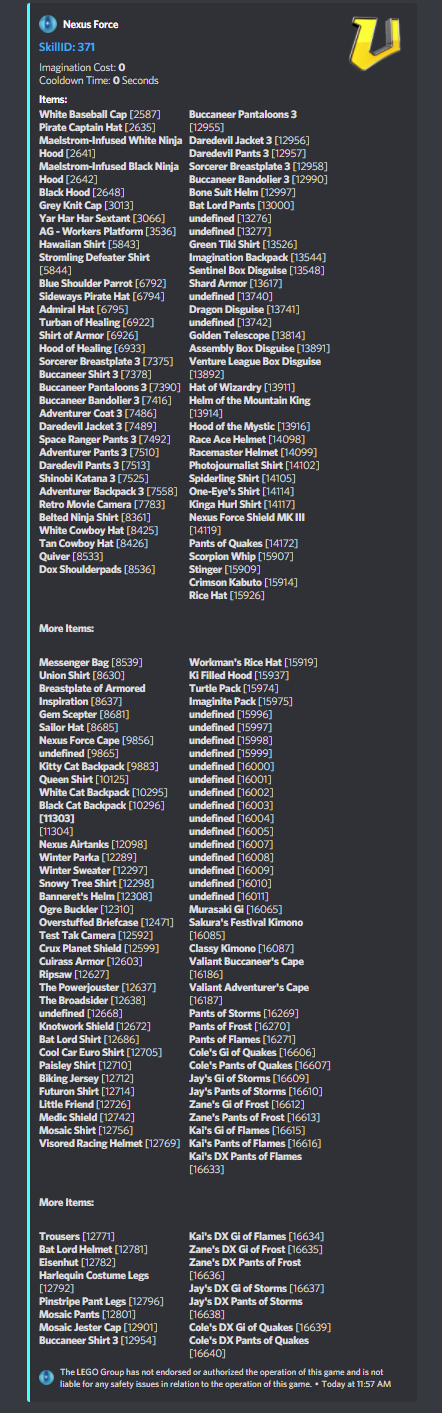 Nexus Force
SkillID: 371
Imagination Cost: 0
Cooldown Time: 0 Seconds
Items:
White Baseball Cap [2587]
Pirate Captain Hat [2635]
Maelstrom-Infused White Ninja
Hood [2641]
Maelstrom-Infused Black Ninja
Hood [2642]
Black Hood [2648]
Grey Knit Cap [3013]
Yar Har Har Sextant [3066]
AG - Workers Platform [3536]
Hawaiian Shirt [5843]
Stromling Defeater Shirt
[5844]
Blue Shoulder Parrot [6792]
Sideways Pirate Hat [6794]
Admiral Hat [6795]
Turban of Healing [6922]
Shirt of Armor [6926]
Hood of Healing [6933]
Sorcerer Breastplate 3 [7375]
Buccaneer Shirt 3 [7378]
Buccaneer Pantaloons 3 [7390]
Buccaneer Bandolier 3 [7416]
Adventurer Coat 3 [7486]
Daredevil Jacket 3 [7489]
Space Ranger Pants 3 [7492]
Adventurer Pants 3 [7510]
Daredevil Pants 3 [7513]
Shinobi Katana 3 [7525]
Adventurer Backpack 3 [7558]
Retro Movie Camera [7783]
Belted Ninja Shirt [8361]
White Cowboy Hat [8425]
Tan Cowboy Hat [8426]
Quiver [8533]
Dox Shoulderpads [8536]
Buccaneer Pantaloons 3
[12955]
Daredevil Jacket 3 [12956]
Daredevil Pants 3 [12957]
Sorcerer Breastplate 3 [12958]
Buccaneer Bandolier 3 [12990]
Bone Suit Helm [12997]
Bat Lord Pants [13000]
undefined [13276]
undefined [13277]
Green Tiki Shirt [13526]
Imagination Backpack [13544]
Sentinel Box Disguise [13548]
Shard Armor [13617]
undefined [13740]
Dragon Disguise [13741]
undefined [13742]
Golden Telescope [13814]
Assembly Box Disguise [13891]
Venture League Box Disguise
[13892]
Hat of Wizardry [13911]
Helm of the Mountain King
[13914]
Hood of the Mystic [13916]
Race Ace Helmet [14098]
Racemaster Helmet [14099]
Photojournalist Shirt [14102]
Spiderling Shirt [14105]
One-Eye's Shirt [14114]
Kinga Hurl Shirt [14117]
Nexus Force Shield MK III
[14119]
Pants of Quakes [14172]
Scorpion Whip [15907]
Stinger [15909]
Crimson Kabuto [15914]
Rice Hat [15926]
More Items:
Messenger Bag [8539]
Union Shirt [8630]
Breastplate of Armored
Inspiration [8637]
Gem Scepter [8681]
Sailor Hat [8685]
Nexus Force Cape [9856]
undefined [9865]
Kitty Cat Backpack [9883]
Queen Shirt [10125]
White Cat Backpack [10295]
Black Cat Backpack [10296]
[11303]
[11304]
Nexus Airtanks [12098]
Winter Parka [12289]
Winter Sweater [12297]
Snowy Tree Shirt [12298]
Banneret's Helm [12308]
Ogre Buckler [12310]
Overstuffed Briefcase [12471]
Test Tak Camera [12592]
Crux Planet Shield [12599]
Cuirass Armor [12603]
Ripsaw [12627]
The Powerjouster [12637]
The Broadsider [12638]
undefined [12668]
Knotwork Shield [12672]
Bat Lord Shirt [12686]
Cool Car Euro Shirt [12705]
Paisley Shirt [12710]
Biking Jersey [12712]
Futuron Shirt [12714]
Little Friend [12726]
Medic Shield [12742]
Mosaic Shirt [12756]
Visored Racing Helmet [12769]
Workman's Rice Hat [15919]
Ki Filled Hood [15937]
Turtle Pack [15974]
Imaginite Pack [15975]
undefined [15996]
undefined [15997]
undefined [15998]
undefined [15999]
undefined [16000]
undefined [16001]
undefined [16002]
undefined [16003]
undefined [16004]
undefined [16005]
undefined [16007]
undefined [16008]
undefined [16009]
undefined [16010]
undefined [16011]
Murasaki Gi [16065]
Sakura's Festival Kimono
[16085]
Classy Kimono [16087]
Valiant Buccaneer's Cape
[16186]
Valiant Adventurer's Cape
[16187]
Pants of Storms [16269]
Pants of Frost [16270]
Pants of Flames [16271]
Cole's Gi of Quakes [16606]
Cole's Pants of Quakes [16607]
Jay's Gi of Storms [16609]
Jay's Pants of Storms [16610]
Zane's Gi of Frost [16612]
Zane's Pants of Frost [16613]
Kai's Gi of Flames [16615]
Kai's Pants of Flames [16616]
Kai's DX Pants of Flames
[16633]
More Items:
Trousers [12771]
Bat Lord Helmet [12781]
Eisenhut [12782]
Harlequin Costume Legs
[12792]
Pinstripe Pant Legs [12796]
Mosaic Pants [12801]
Mosaic Jester Cap [12901]
Buccaneer Shirt 3 [12954]
Kai's DX Gi of Flames [16634]
Zane's DX Gi of Frost [16635]
Zane's DX Pants of Frost
[16636]
Jay's DX Gi of Storms [16637]
Jay's DX Pants of Storms
[16638]
Cole's DX Gi of Quakes [16639]
Cole's DX Pants of Quakes
[16640]
The LEGO Group has not endorsed or authorized the operation of this game and is not
liable for any safety issues in relation to the operation of this game. • Today at 11:57 AM